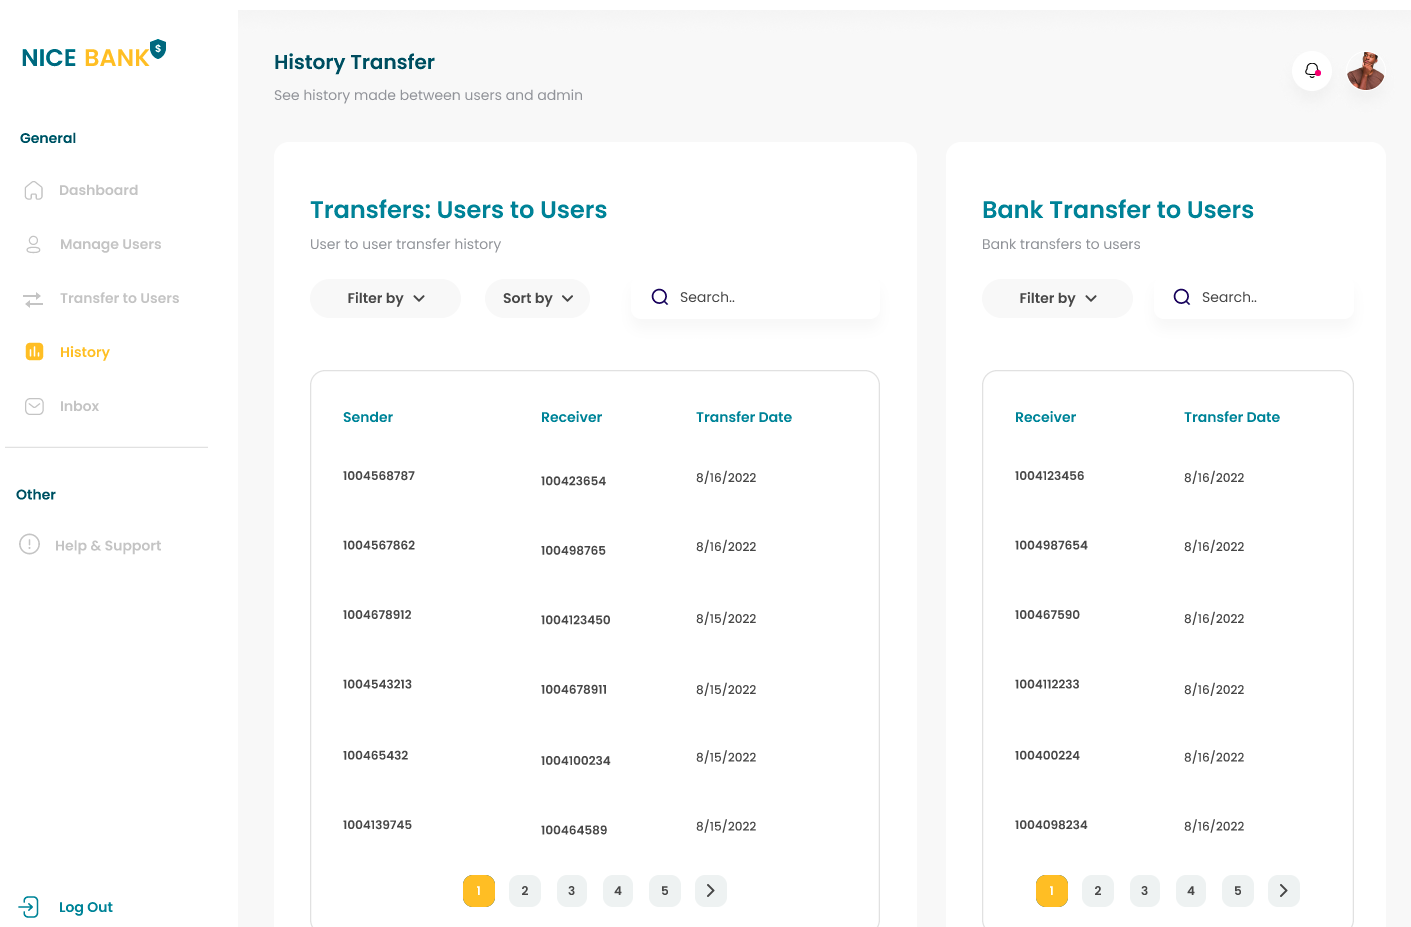 NICE BANK
$
General
Dashboard
Manage Users
Transfer to Users
History
Inbox
Other
Help & Support
Log Out
History Transfer
See history made between users and admin
Transfers: Users to Users
User to user transfer history
Filter by
Sort by
Search..
Sender Receiver Transfer Date
1004568787 100423654 8/16/2022
1004567862 100498765 8/16/2022
1004678912 1004123450 8/15/2022
1004543213 1004678911 8/15/2022
100465432 1004100234 8/15/2022
1004139745 100464589 8/15/2022
1 2 3 4 5
Bank Transfer to Users
Bank transfers to users
Filter by
Search..
Receiver Transfer Date
1004123456 8/16/2022
1004987654 8/16/2022
100467590 8/16/2022
1004112233 8/16/2022
100400224 8/16/2022
1004098234 8/16/2022
1 2 3 4 5